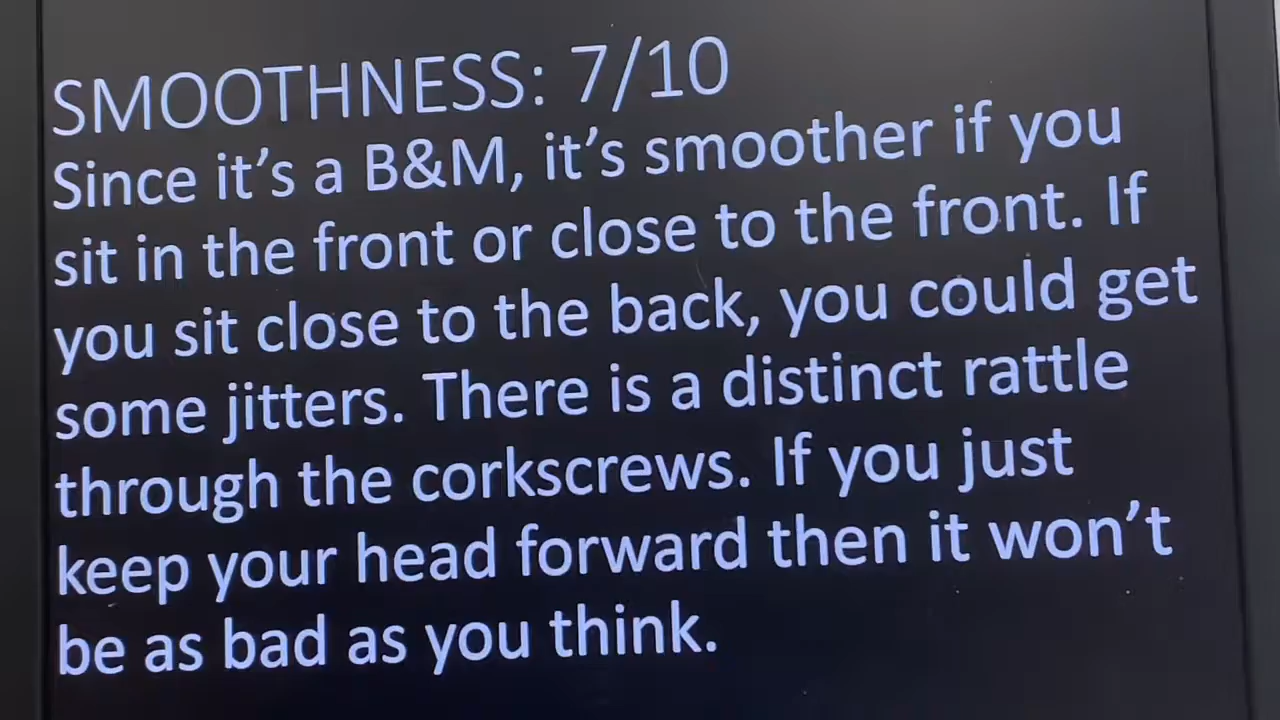 SMOOTHNESS: 7/10
Since it’s a B&M, it’s smoother if you
sit in the front or close to the front. If
you sit close to the back, you could get
some jitters. There is a distinct rattle
through the corkscrews. If you just
keep your head forward then it won’t
be as bad as you think.